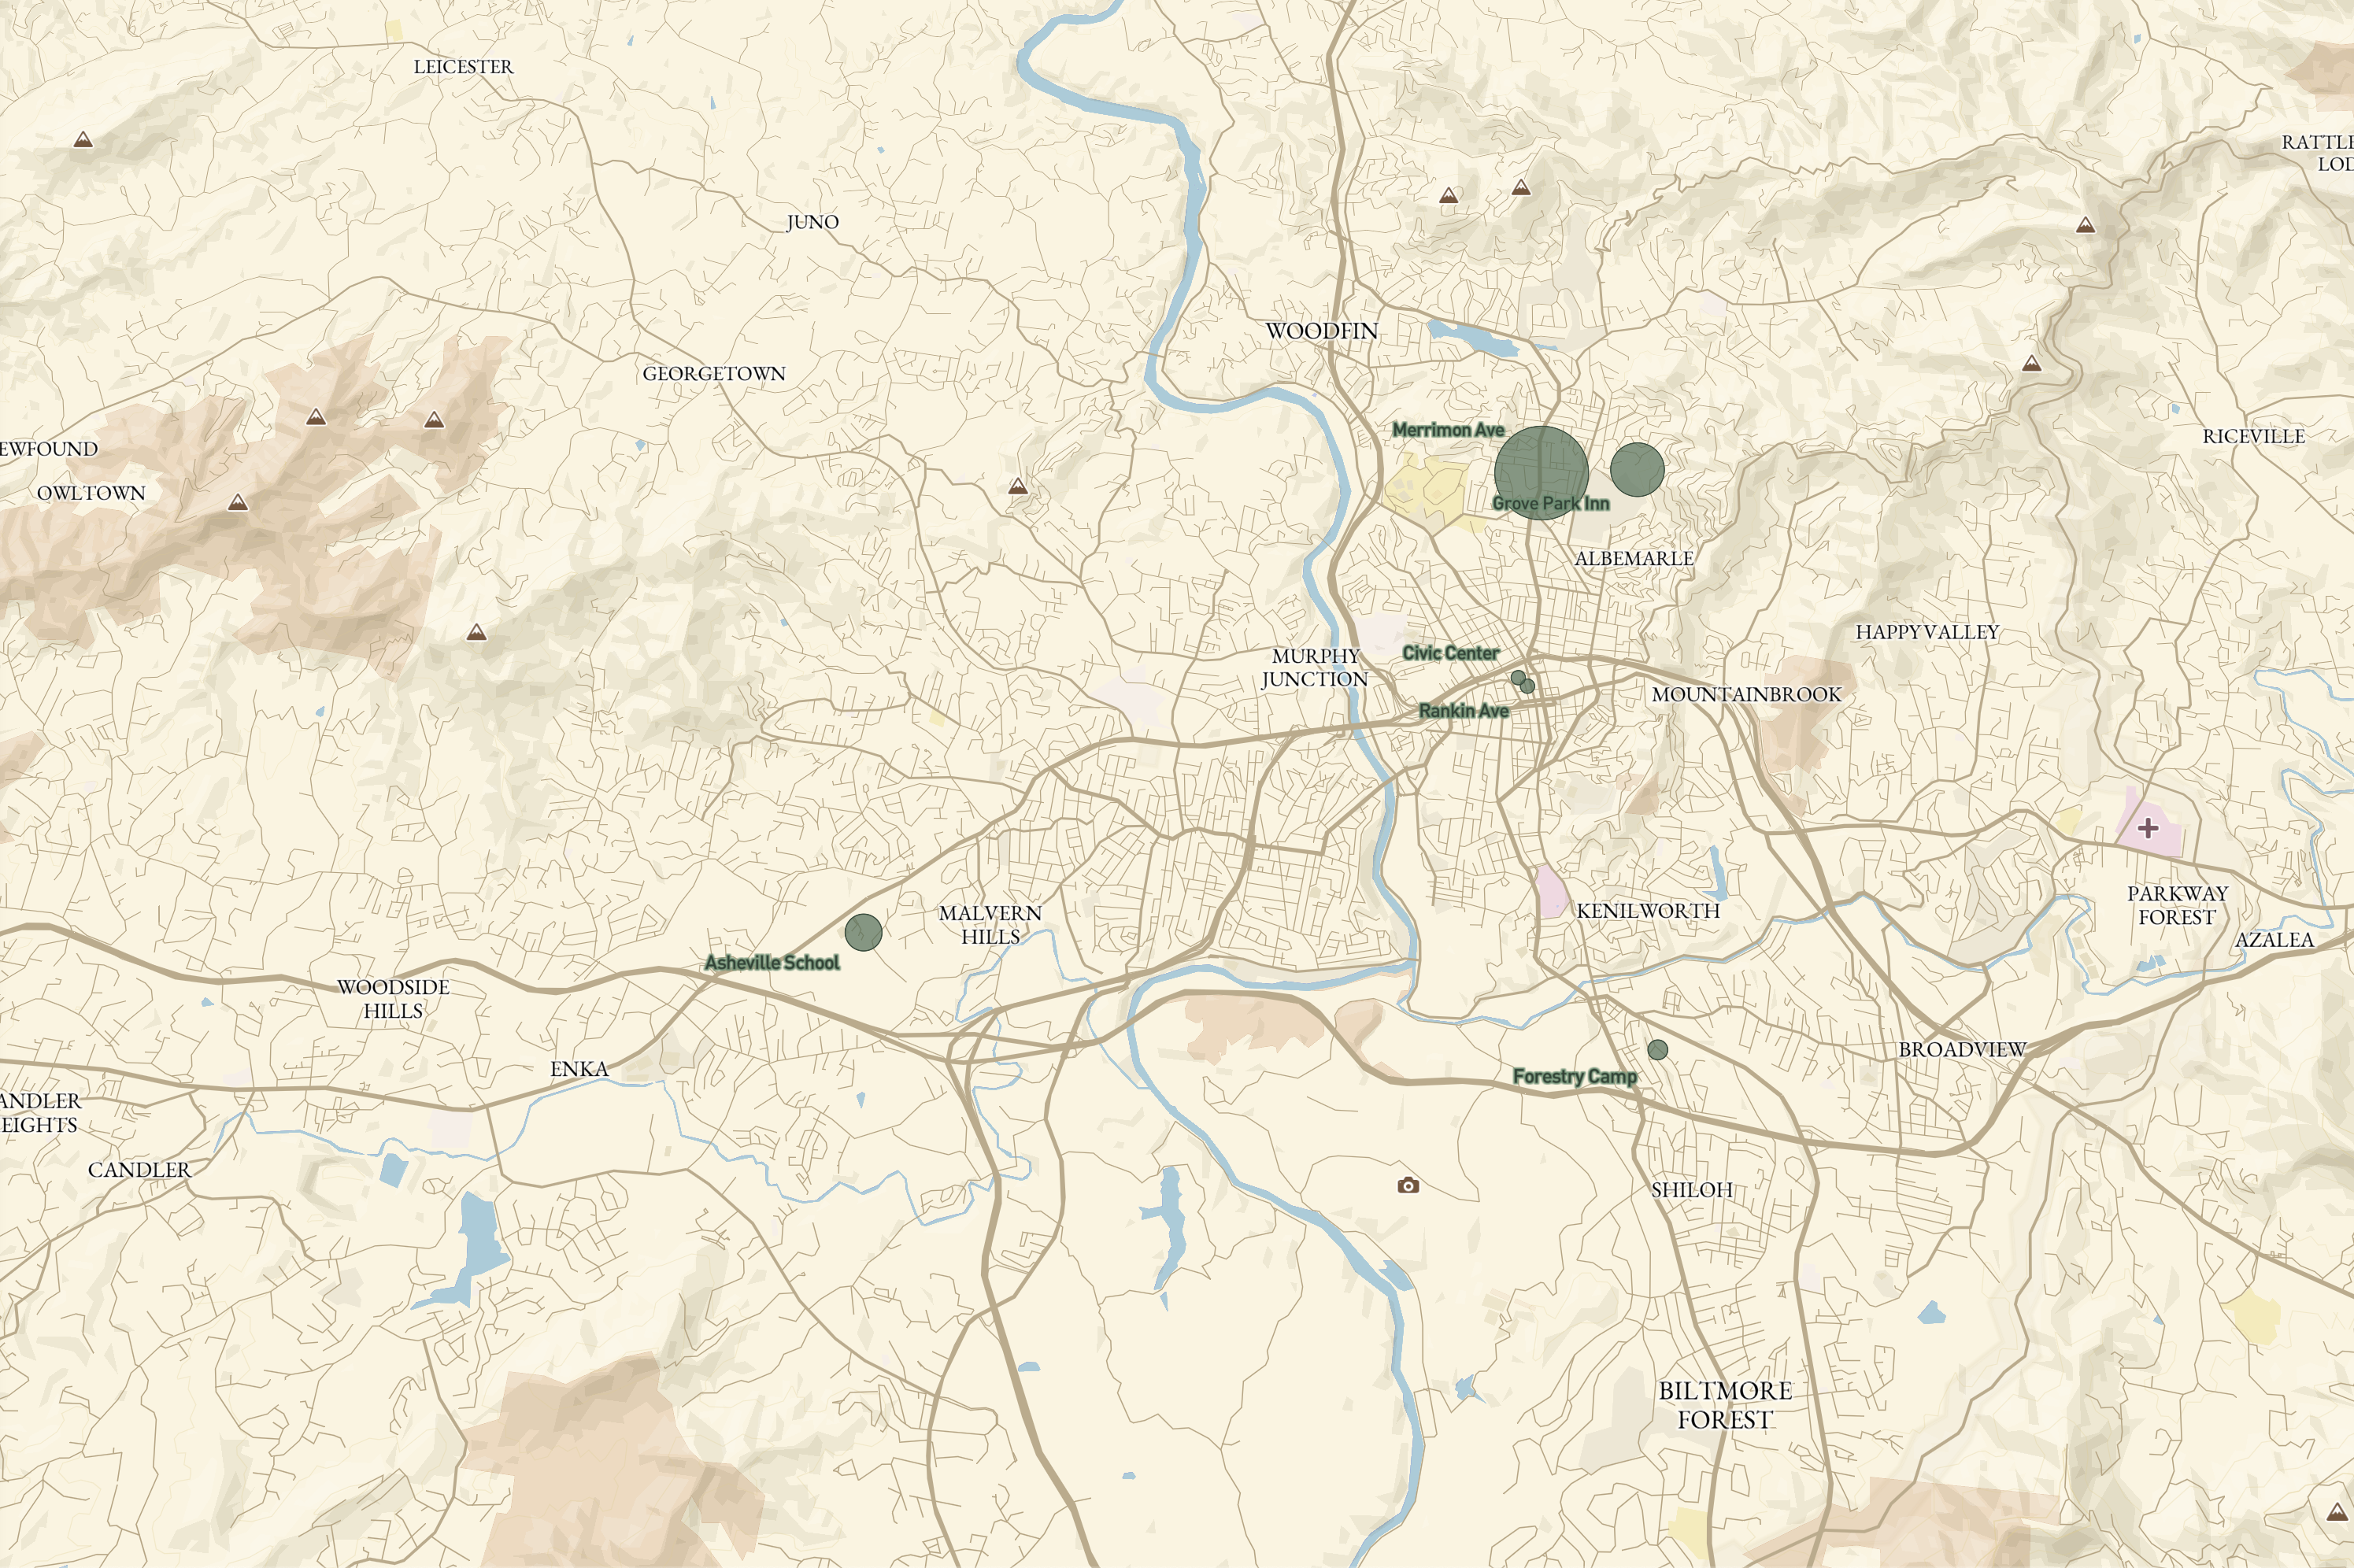 LEICESTER
RATTLE
LOD
JUNO
WOODFIN
GEORGETOWN
Merrimon Ave
RICEVILLE
EWFOUND
OWLTOWN
Grove Park Inn
ALBEMARLE
HAPPY VALLEY
Civic Center
MURPHY
JUNCTION
MOUNTAINBROOK
Rankin Ave
PARKWAY
FOREST
KENILWORTH
MALVERN
HILLS
AZALEA
Asheville School
WOODSIDE
HILLS
BROADVIEW
ENKA
Forestry Camp
ANDLER
EIGHTS
CANDLER
SHILOH
BILTMORE
FOREST